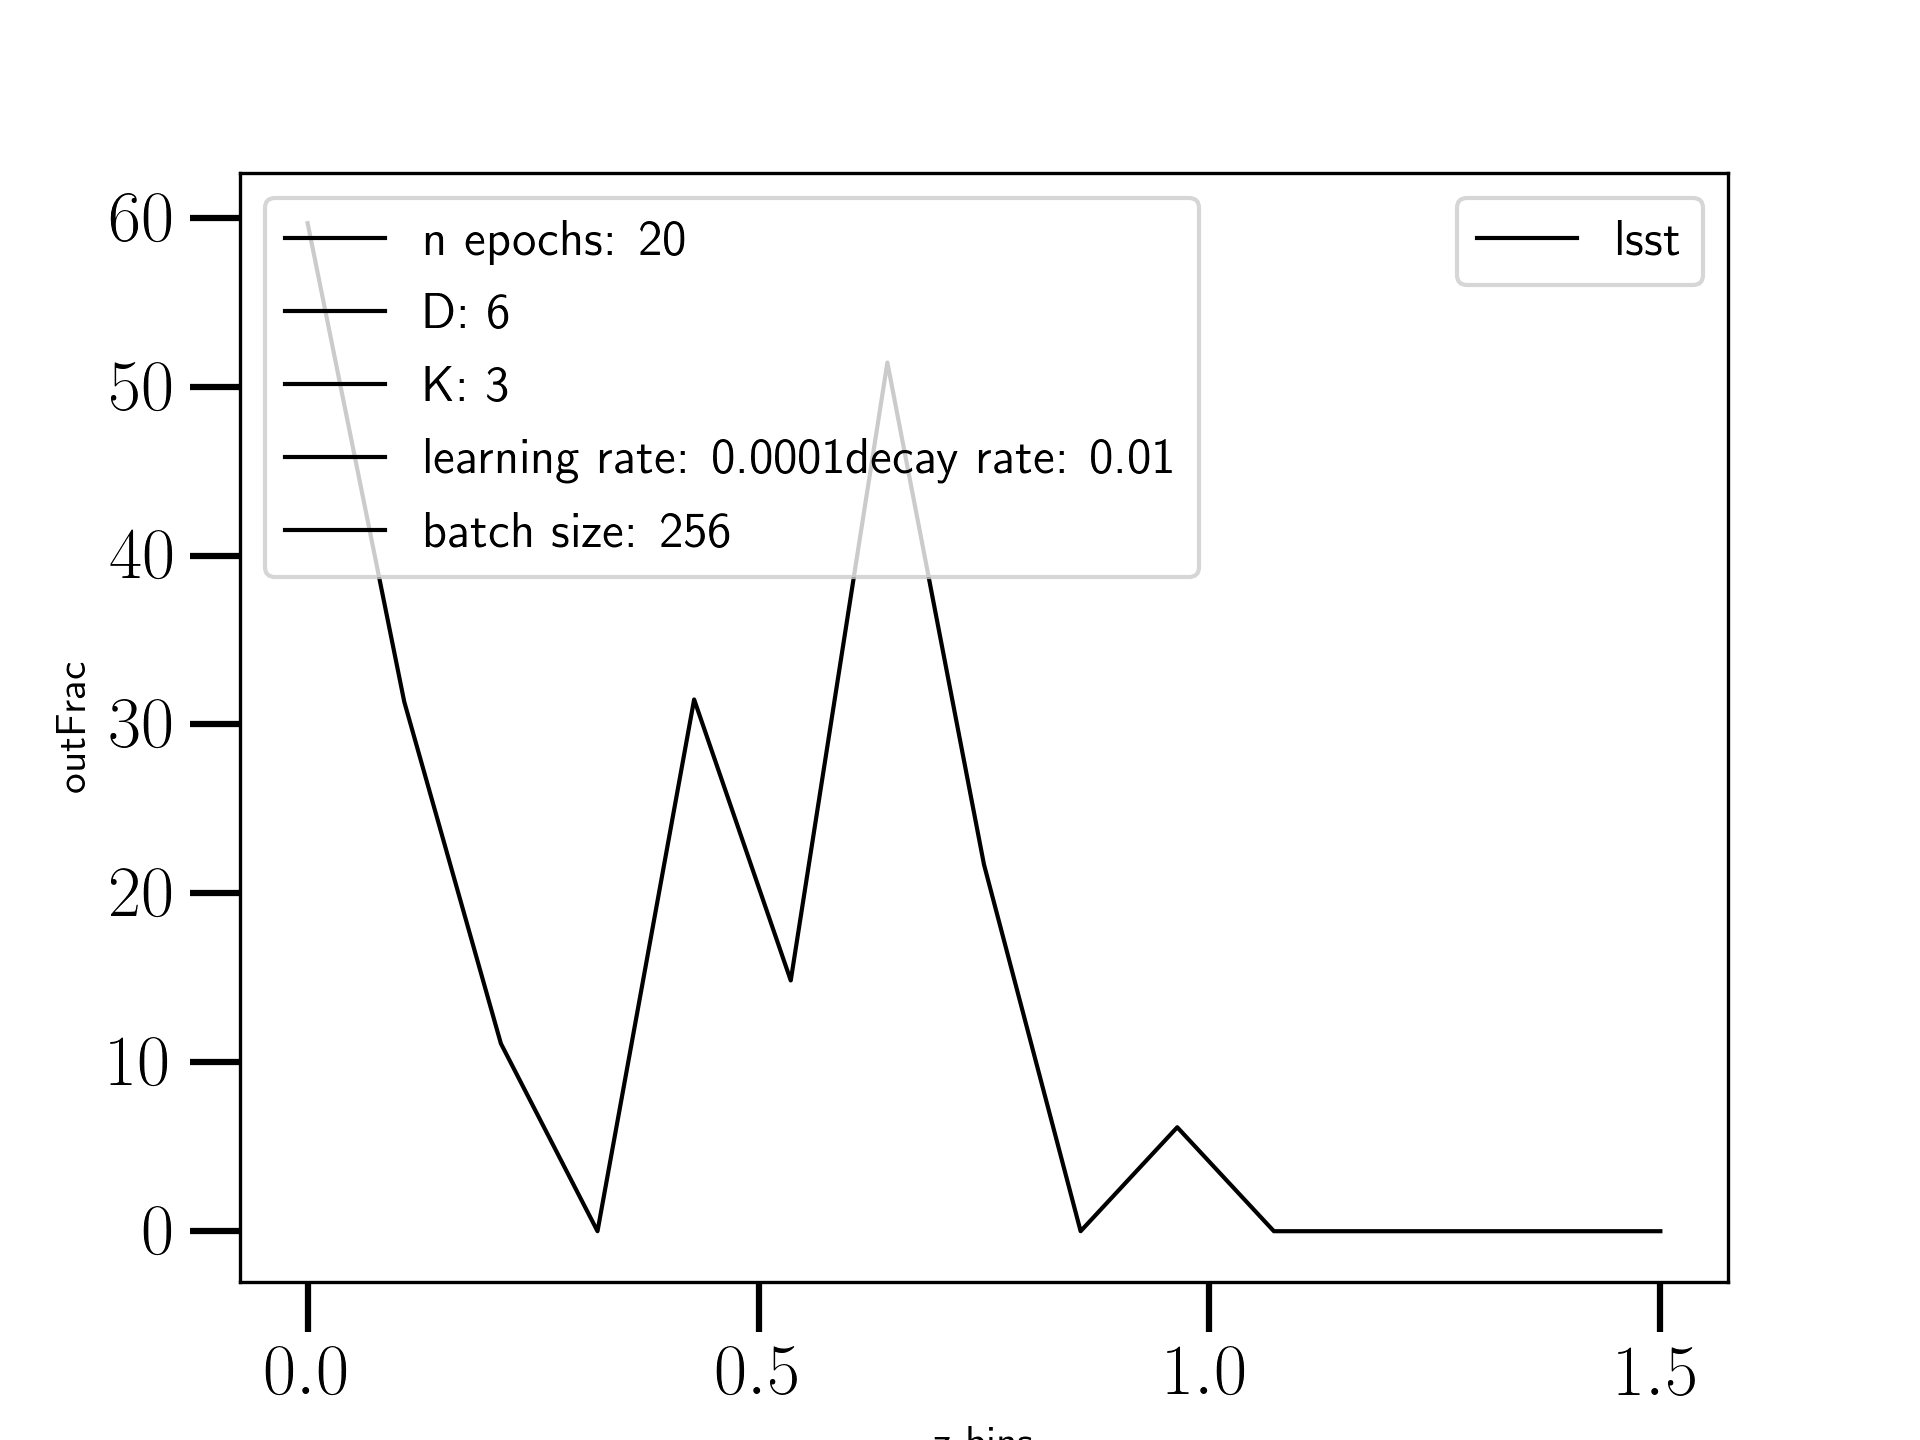 60
50
40
30
20
10
0
outFrac
n epochs: 20
D: 6
K: 3
learning rate: 0.0001decay rate: 0.01
batch size: 256
lsst
0.0
0.5
1.0
1.5
z bins